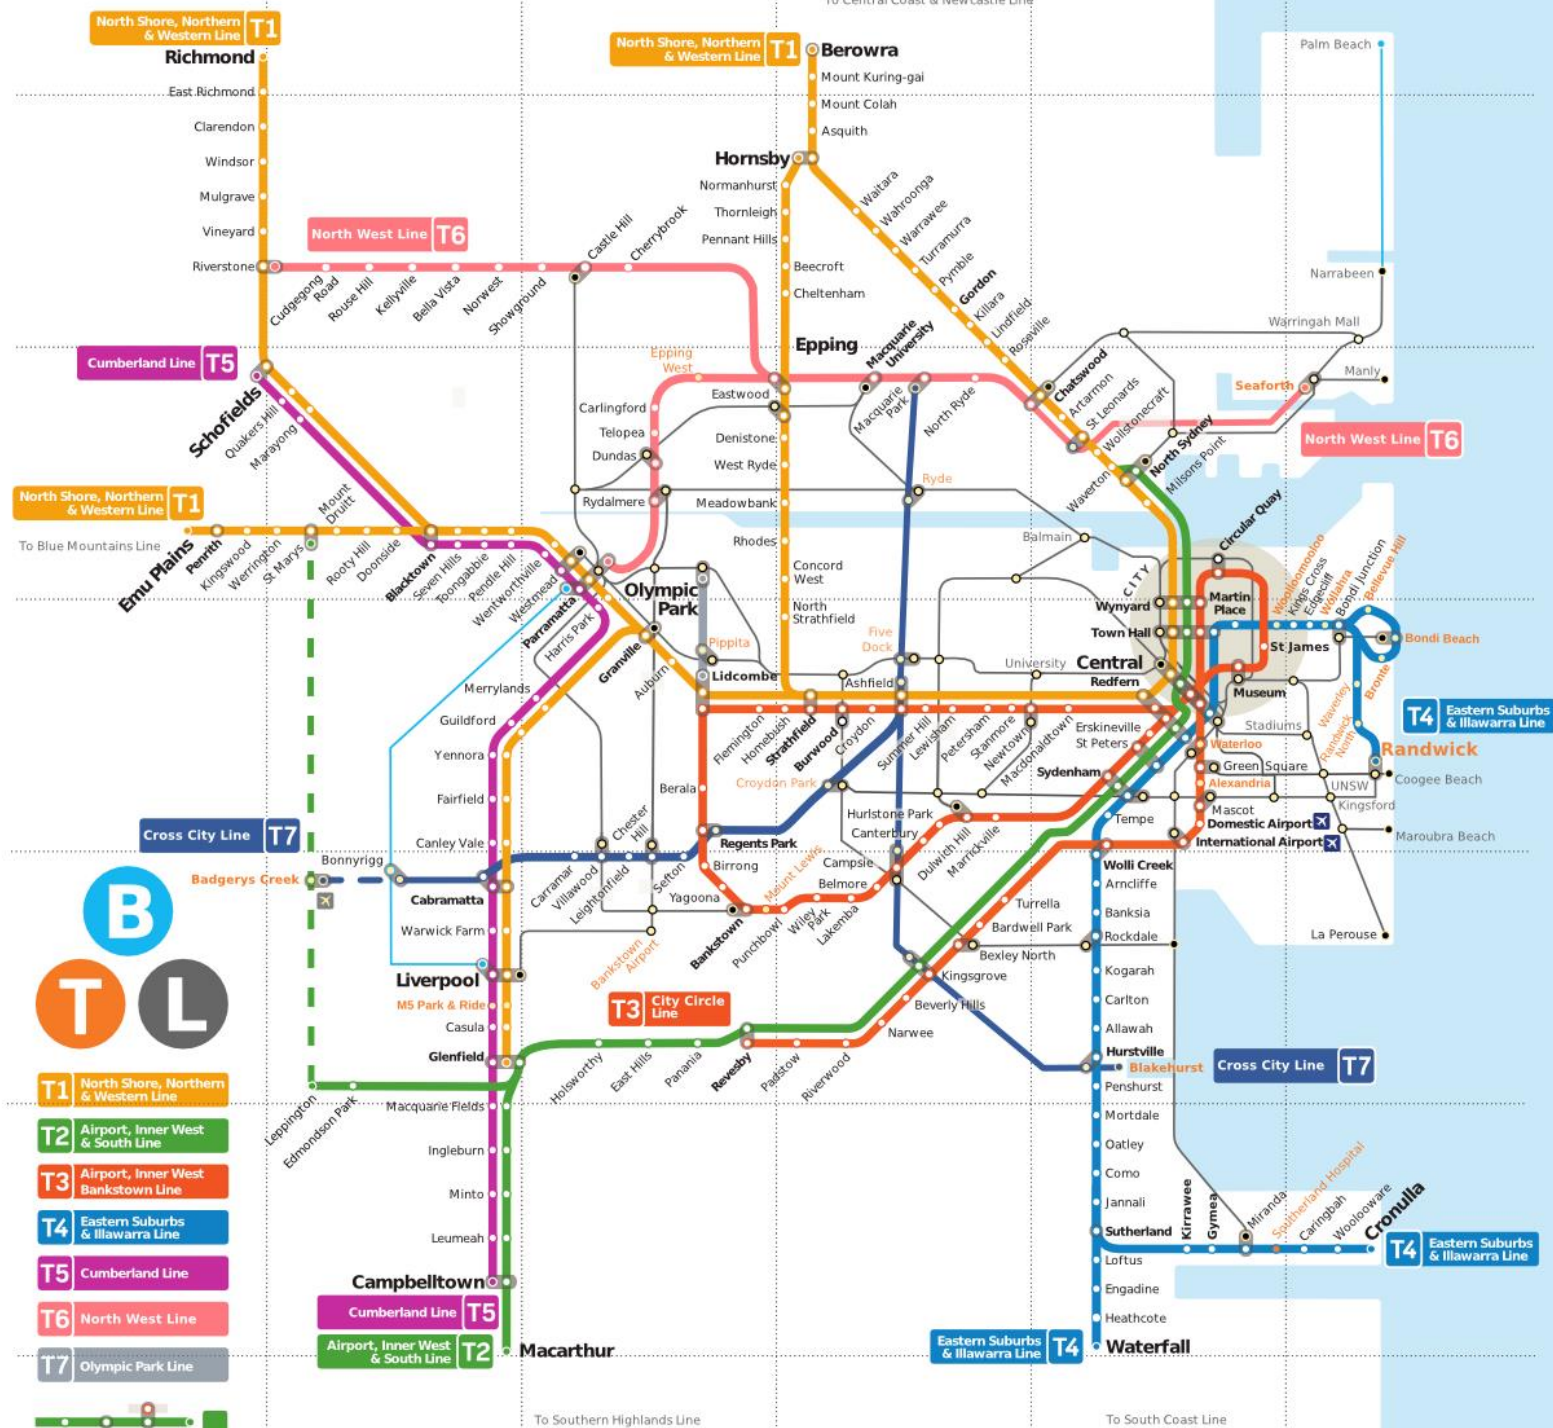 To Central Coast & Newcastle Line
North Shore, Northern
& Western Line
T1
Richmond
East Richmond
Clarendon
Windsor
Mulgrave
Vineyard
Riverstone
North Shore, Northern
& Western Line
T1
Berowra
Mount Kuring-gai
Mount Colah
Asquith
Hornsby
Normanhurst
Thornleigh
Pennant Hills
Beecroft
Cheltenham
Waitara
Wahroonga
Warrawee
Turramurra
Pymble
Gordon
Killara
Lindfield
Roseville
Palm Beach
Narrabeen
Warringah Mall
Manly
Seaforth
North West Line T6
North West Line T6
Cudgegong
Road
Rouse Hill
Kellyville
Bella Vista
Norwest
Showground
Castle Hill
Cherrybrook
Cumberland Line T5
Schofields
Quakers Hill
Marayong
Epping
West
Epping
Macquarie
University
Eastwood
Macquarie
Park
North Ryde
Chatswood
Artarmon
St Leonards
Wollstonecraft
North Sydney
Milsons Point
Waverton
Carlingford
Telopea
Dundas
Rydalmere
Denistone
West Ryde
Meadowbank
Rhodes
Concord
West
North
Strathfield
Ryde
Balmain
Circular Quay
North Shore, Northern
& Western Line
T1
To Blue Mountains Line
Emu Plains
Penrith
Kingswood
Werrington
St Marys
Mount
Druitt
Rooty Hill
Doonside
Blacktown
Seven Hills
Toongabbie
Pendle Hill
Wentworthville
Westmead
Parramatta
Harris Park
Granville
Auburn
Olympic
Park
Pippita
Lidcombe
Five
Dock
Ashfield
University
CITY
Wynyard
Town Hall
Central
Redfern
Martin
Place
St James
Museum
Woolloomooloo
Kings Cross
Edgecliff
Wollahra
Bondi Junction
Bellevue Hill
Bondi Beach
Bronte
Waverley
Randwick
North
Randwick
T4
Eastern Suburbs
& Illawarra Line
Stadiums
Coogee Beach
UNSW
Kingsford
Maroubra Beach
La Perouse
Merrylands
Guildford
Yennora
Fairfield
Canley Vale
Cabramatta
Warwick Farm
Liverpool
M5 Park & Ride
Casula
Glenfield
Flemington
Homebush
Strathfield
Burwood
Croydon
Summer Hill
Lewisham
Petersham
Stanmore
Newtown
Macdonaldtown
Erskineville
St Peters
Sydenham
Tempe
Waterloo
Green Square
Alexandria
Mascot
Domestic Airport
International Airport
Croydon Park
Berala
Regents Park
Birrong
Yagoona
Bankstown
Punchbowl
Mount Lewis
Wiley
Park
Lakemba
Belmore
Campsie
Canterbury
Hurlstone Park
Dulwich Hill
Marrickville
Cross City Line T7
Bonnyrigg
Badgerys Creek
Carramar
Villawood
Leightonfield
Chester
Hill
Sefton
Bankstown
Airport
Wolli Creek
Arncliffe
Banksia
Rockdale
Kogarah
Carlton
Allawah
Hurstville
Blakehurst
Cross City Line T7
Penshurst
Mortdale
Oatley
Como
Jannali
Sutherland
Loftus
Engadine
Heathcote
Waterfall
Turrella
Bardwell Park
Bexley North
Kingsgrove
Beverly Hills
Narwee
Riverwood
Padstow
Revesby
Panania
East Hills
Holsworthy
T3 City Circle
Line
B
T
L
Leppington
Edmondson Park
Macquarie Fields
Ingleburn
Minto
Leumeah
Campbelltown
Cumberland Line T5
Airport, Inner West
& South Line
T2
Macarthur
Kirrawee
Gymea
Miranda
Southerland Hospital
Caringbah
Woolooware
Cronulla
T4
Eastern Suburbs
& Illawarra Line
Eastern Suburbs
& Illawarra Line
T4
T1 North Shore, Northern
& Western Line
T2 Airport, Inner West
& South Line
T3 Airport, Inner West
Bankstown Line
T4 Eastern Suburbs
& Illawarra Line
T5 Cumberland Line
T6 North West Line
T7 Olympic Park Line
To Southern Highlands Line
To South Coast Line